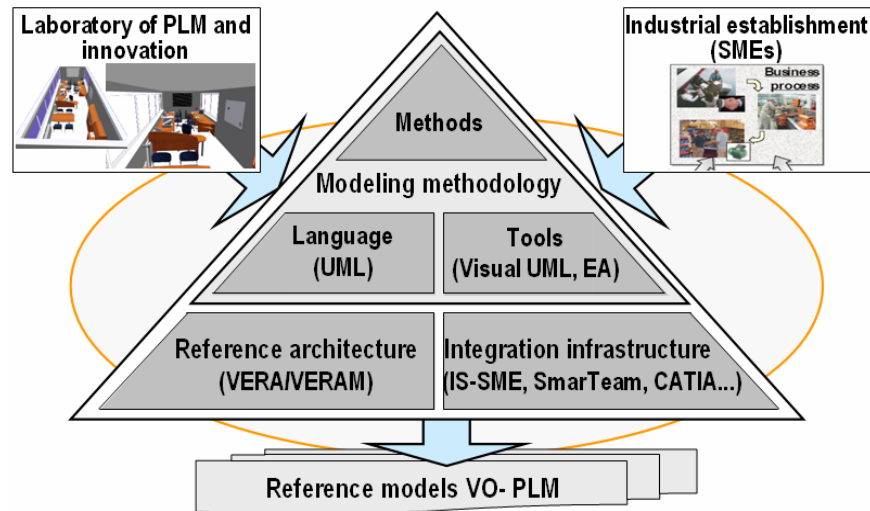 Laboratory of PLM and
innovation
Industrial establishment
(SMEs)
Business
process
Methods
Modeling methodology
Language
(UML)
Tools
(Visual UML, EA)
Reference architecture
(VERA/VERAM)
Integration infrastructure
(IS-SME, SmarTeam, CATIA...)
Reference models VO- PLM